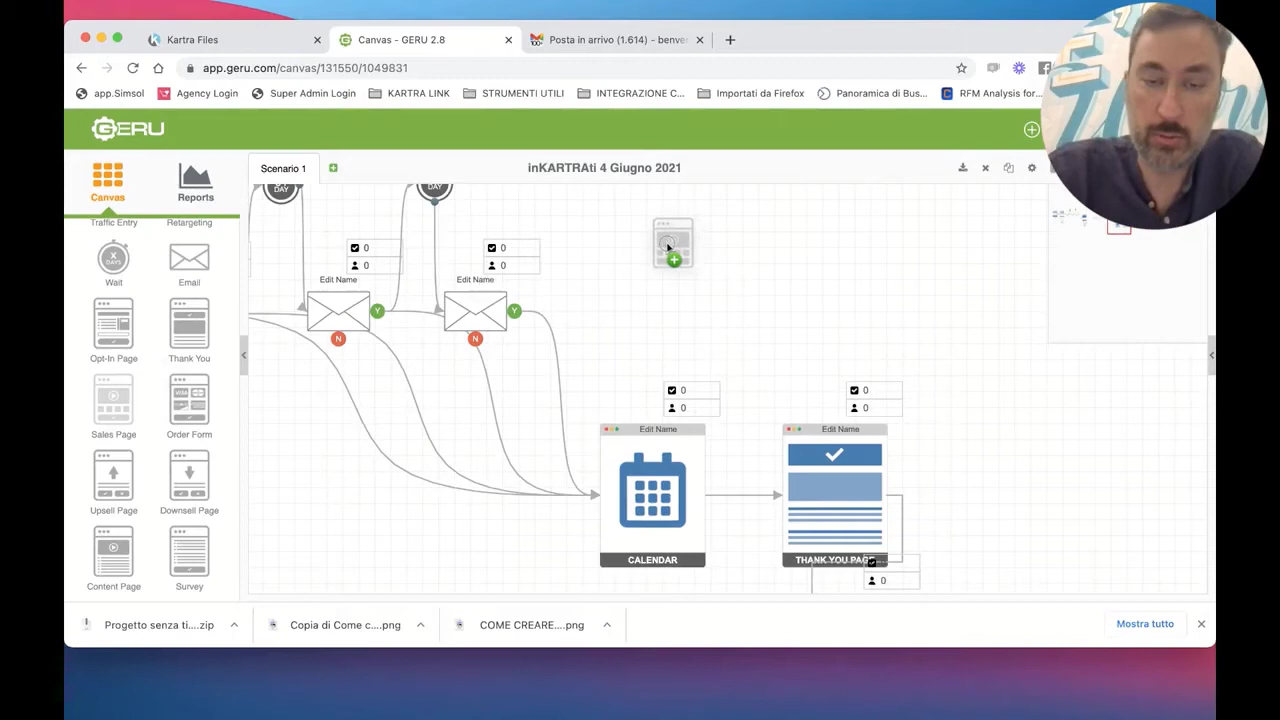 Kartra Files
Canvas - GERU 2.8
Posta in arrivo (1.614) - benve
app.geru.com/canvas/131550/1049831
app.Simsol
Agency Login
Super Admin Login
KARTRA LINK
STRUMENTI UTILI
INTEGRAZIONE C...
Importati da Firefox
Panoramica di Bus...
RFM Analysis for...
GERU
Canvas
Reports
Scenario 1
inKARTRAti 4 Giugno 2021
Traffic Entry
Retargeting
DAY
DAY
X
DAYS
Wait
Email
0
0
0
0
Edit Name
Edit Name
Y
Y
N
N
Opt-In Page
Thank You
Sales Page
Order Form
Upsell Page
Downsell Page
Content Page
Survey
0
0
0
0
Edit Name
Edit Name
CALENDAR
THANK YOU PAGE
0
Progetto senza ti....zip
Copia di Come c....png
COME CREARE....png
Mostra tutto